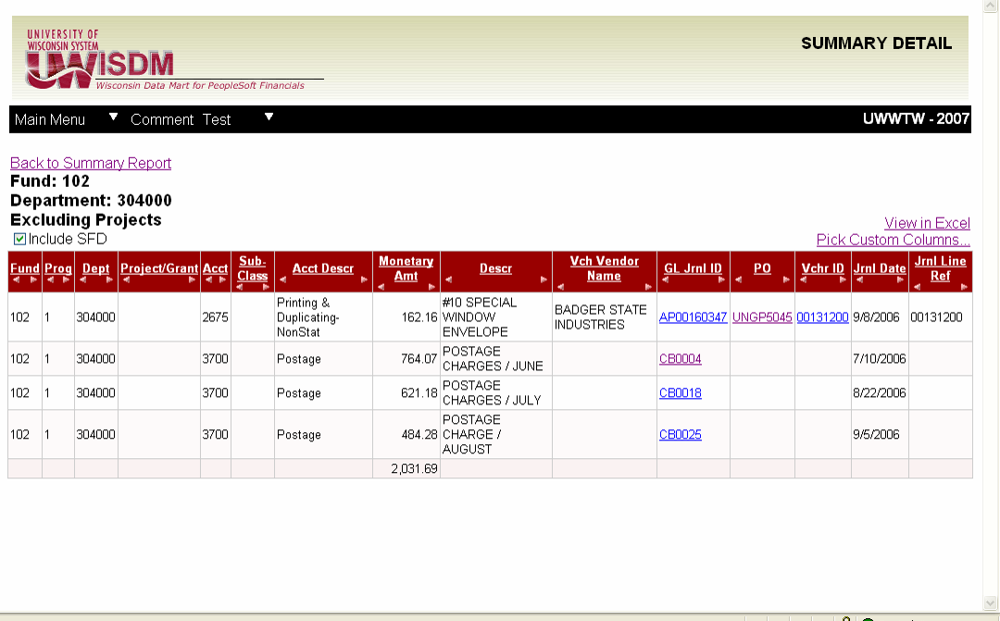 UNIVERSITY OF
WISCONSIN SYSTEM
UWISDM
Wisconsin Data Mart for PeopleSoft Financials
SUMMARY DETAIL
Main Menu Comment Test UWWTW - 2007
Back to Summary Report
Fund: 102
Department: 304000
Excluding Projects
View in Excel
Include SFD
Pick Custom Columns...
Fund Prog Dept Project/Grant Acct Sub-Class Acct Descr Monetary Amt Descr Vch Vendor Name GL Jrnl ID PO Vchr ID Jrnl Date Jrnl Line Ref
102 1 304000 2675 Printing & Duplicating-NonStat 162.16 #10 SPECIAL WINDOW ENVELOPE BADGER STATE INDUSTRIES AP00160347 UNGP5045 00131200 9/8/2006 00131200
102 1 304000 3700 Postage 764.07 POSTAGE CHARGES / JUNE CB0004 7/10/2006
102 1 304000 3700 Postage 621.18 POSTAGE CHARGES / JULY CB0018 8/22/2006
102 1 304000 3700 Postage 484.28 POSTAGE CHARGE / AUGUST CB0025 9/5/2006
2,031.69